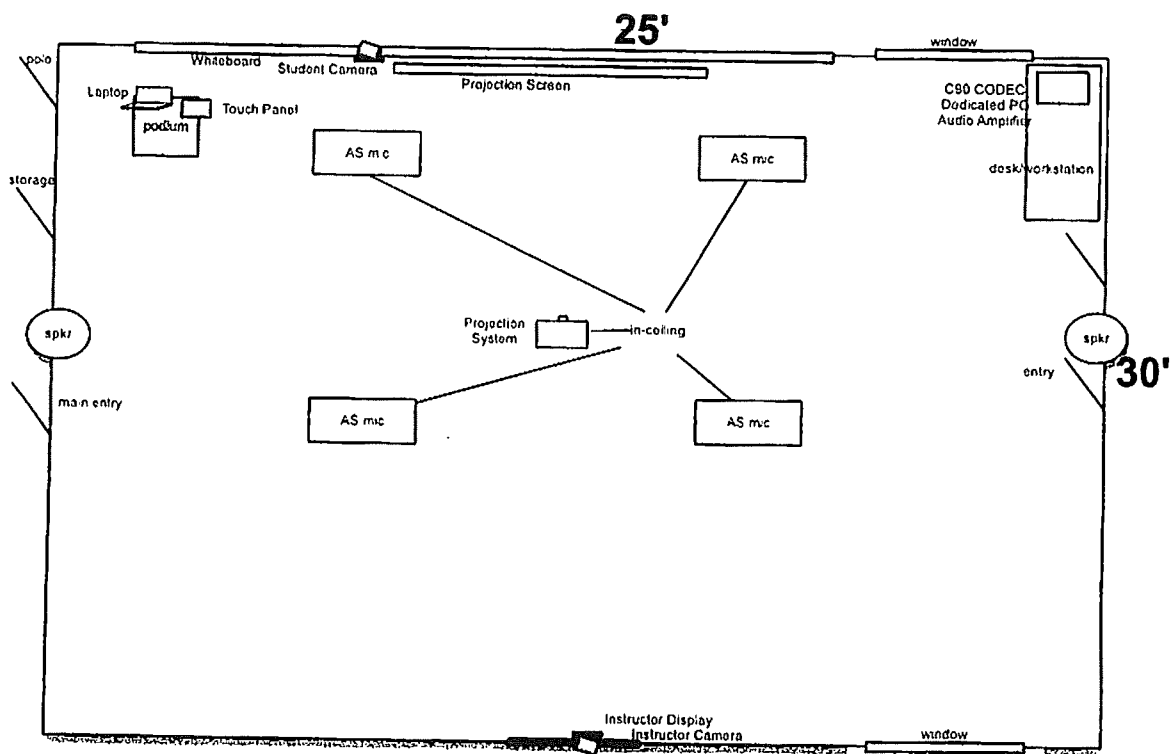 25'
window
patio
Whiteboard
Student Camera
Projection Screen
Laptop
Touch Panel
podium
C90 CODEC
Dedicated PC
Audio Amplifier
AS mic
AS mic
desk/workstation
storage
spkr
Projection
System
in-ceiling
spkr
30'
entry
main entry
AS mic
AS mic
Instructor Display
Instructor Camera
window